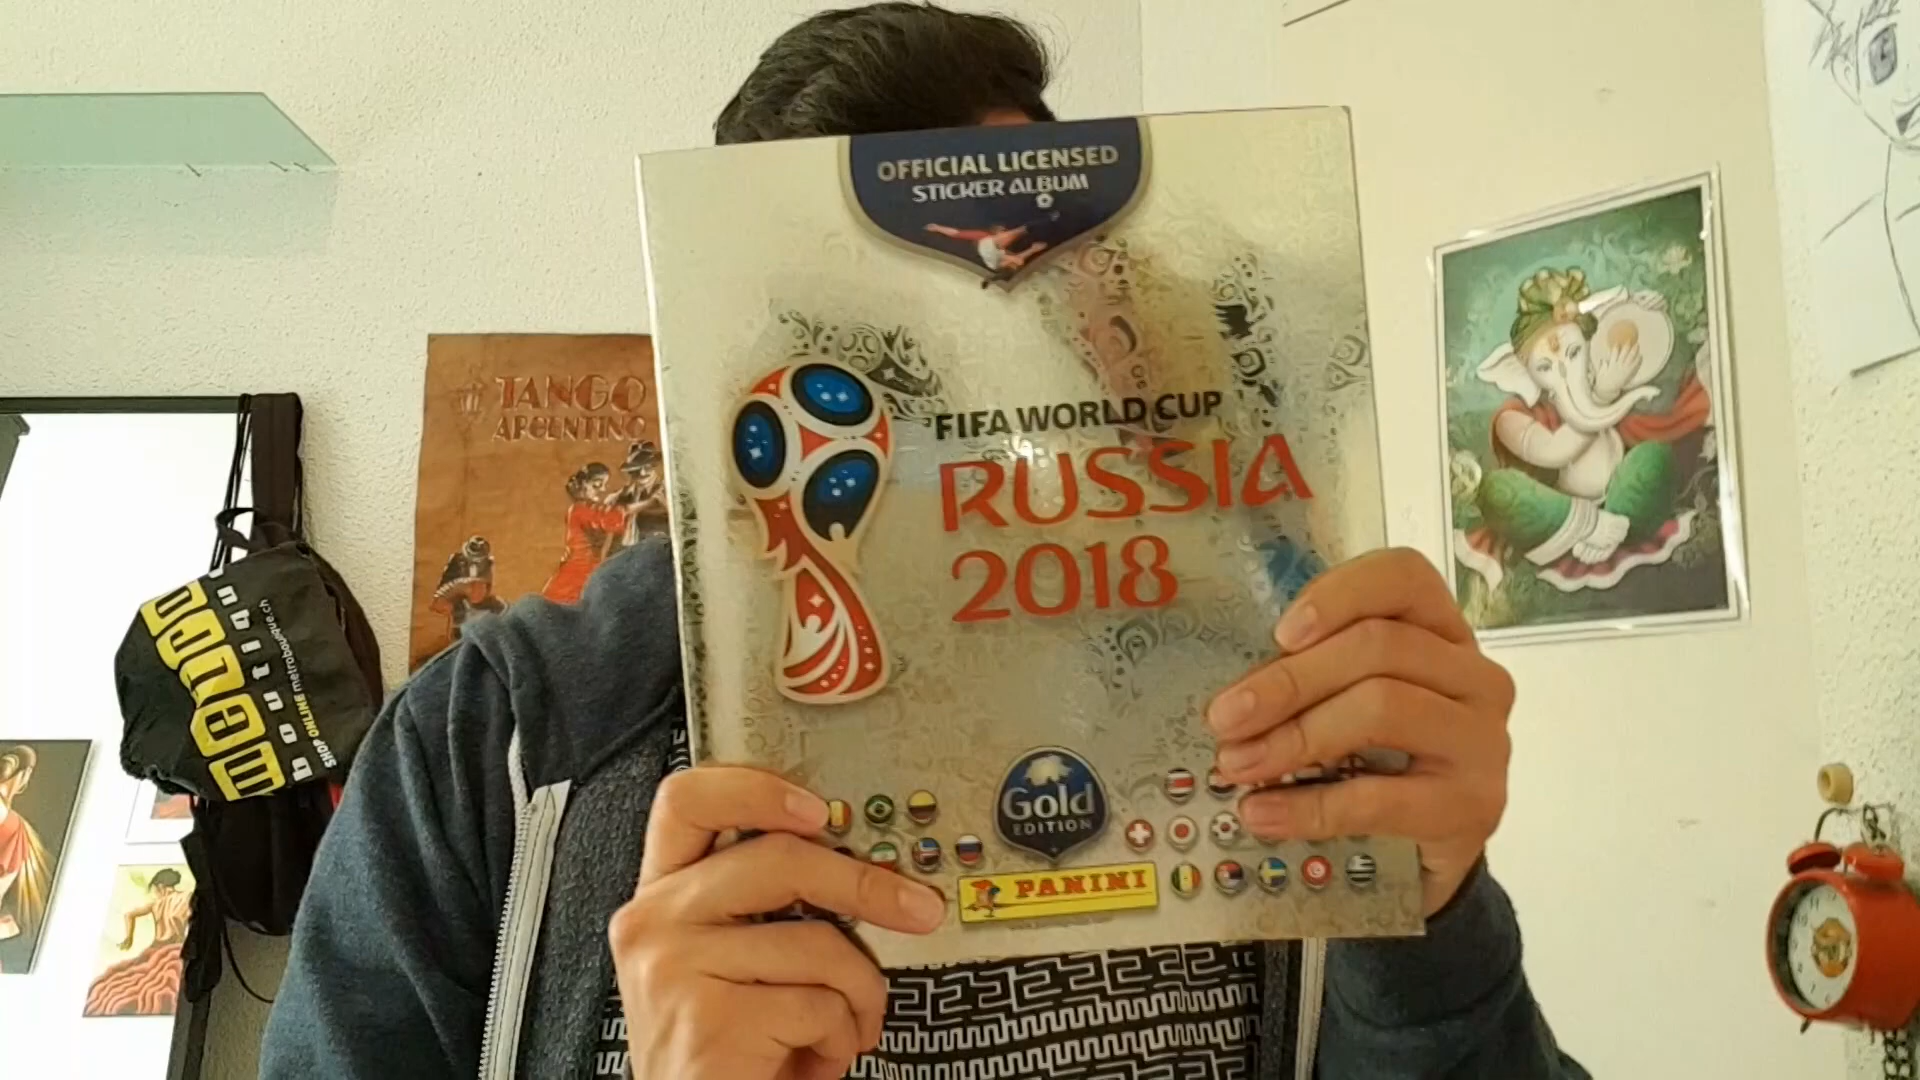 OFFICIAL LICENSED
STICKER ALBUM
FIFA WORLD CUP
RUSSIA
2018
Gold
EDITION
PANINI
TANGO
ARGENTINO
metro
boutique
SHOP ONLINE metroboutique.ch